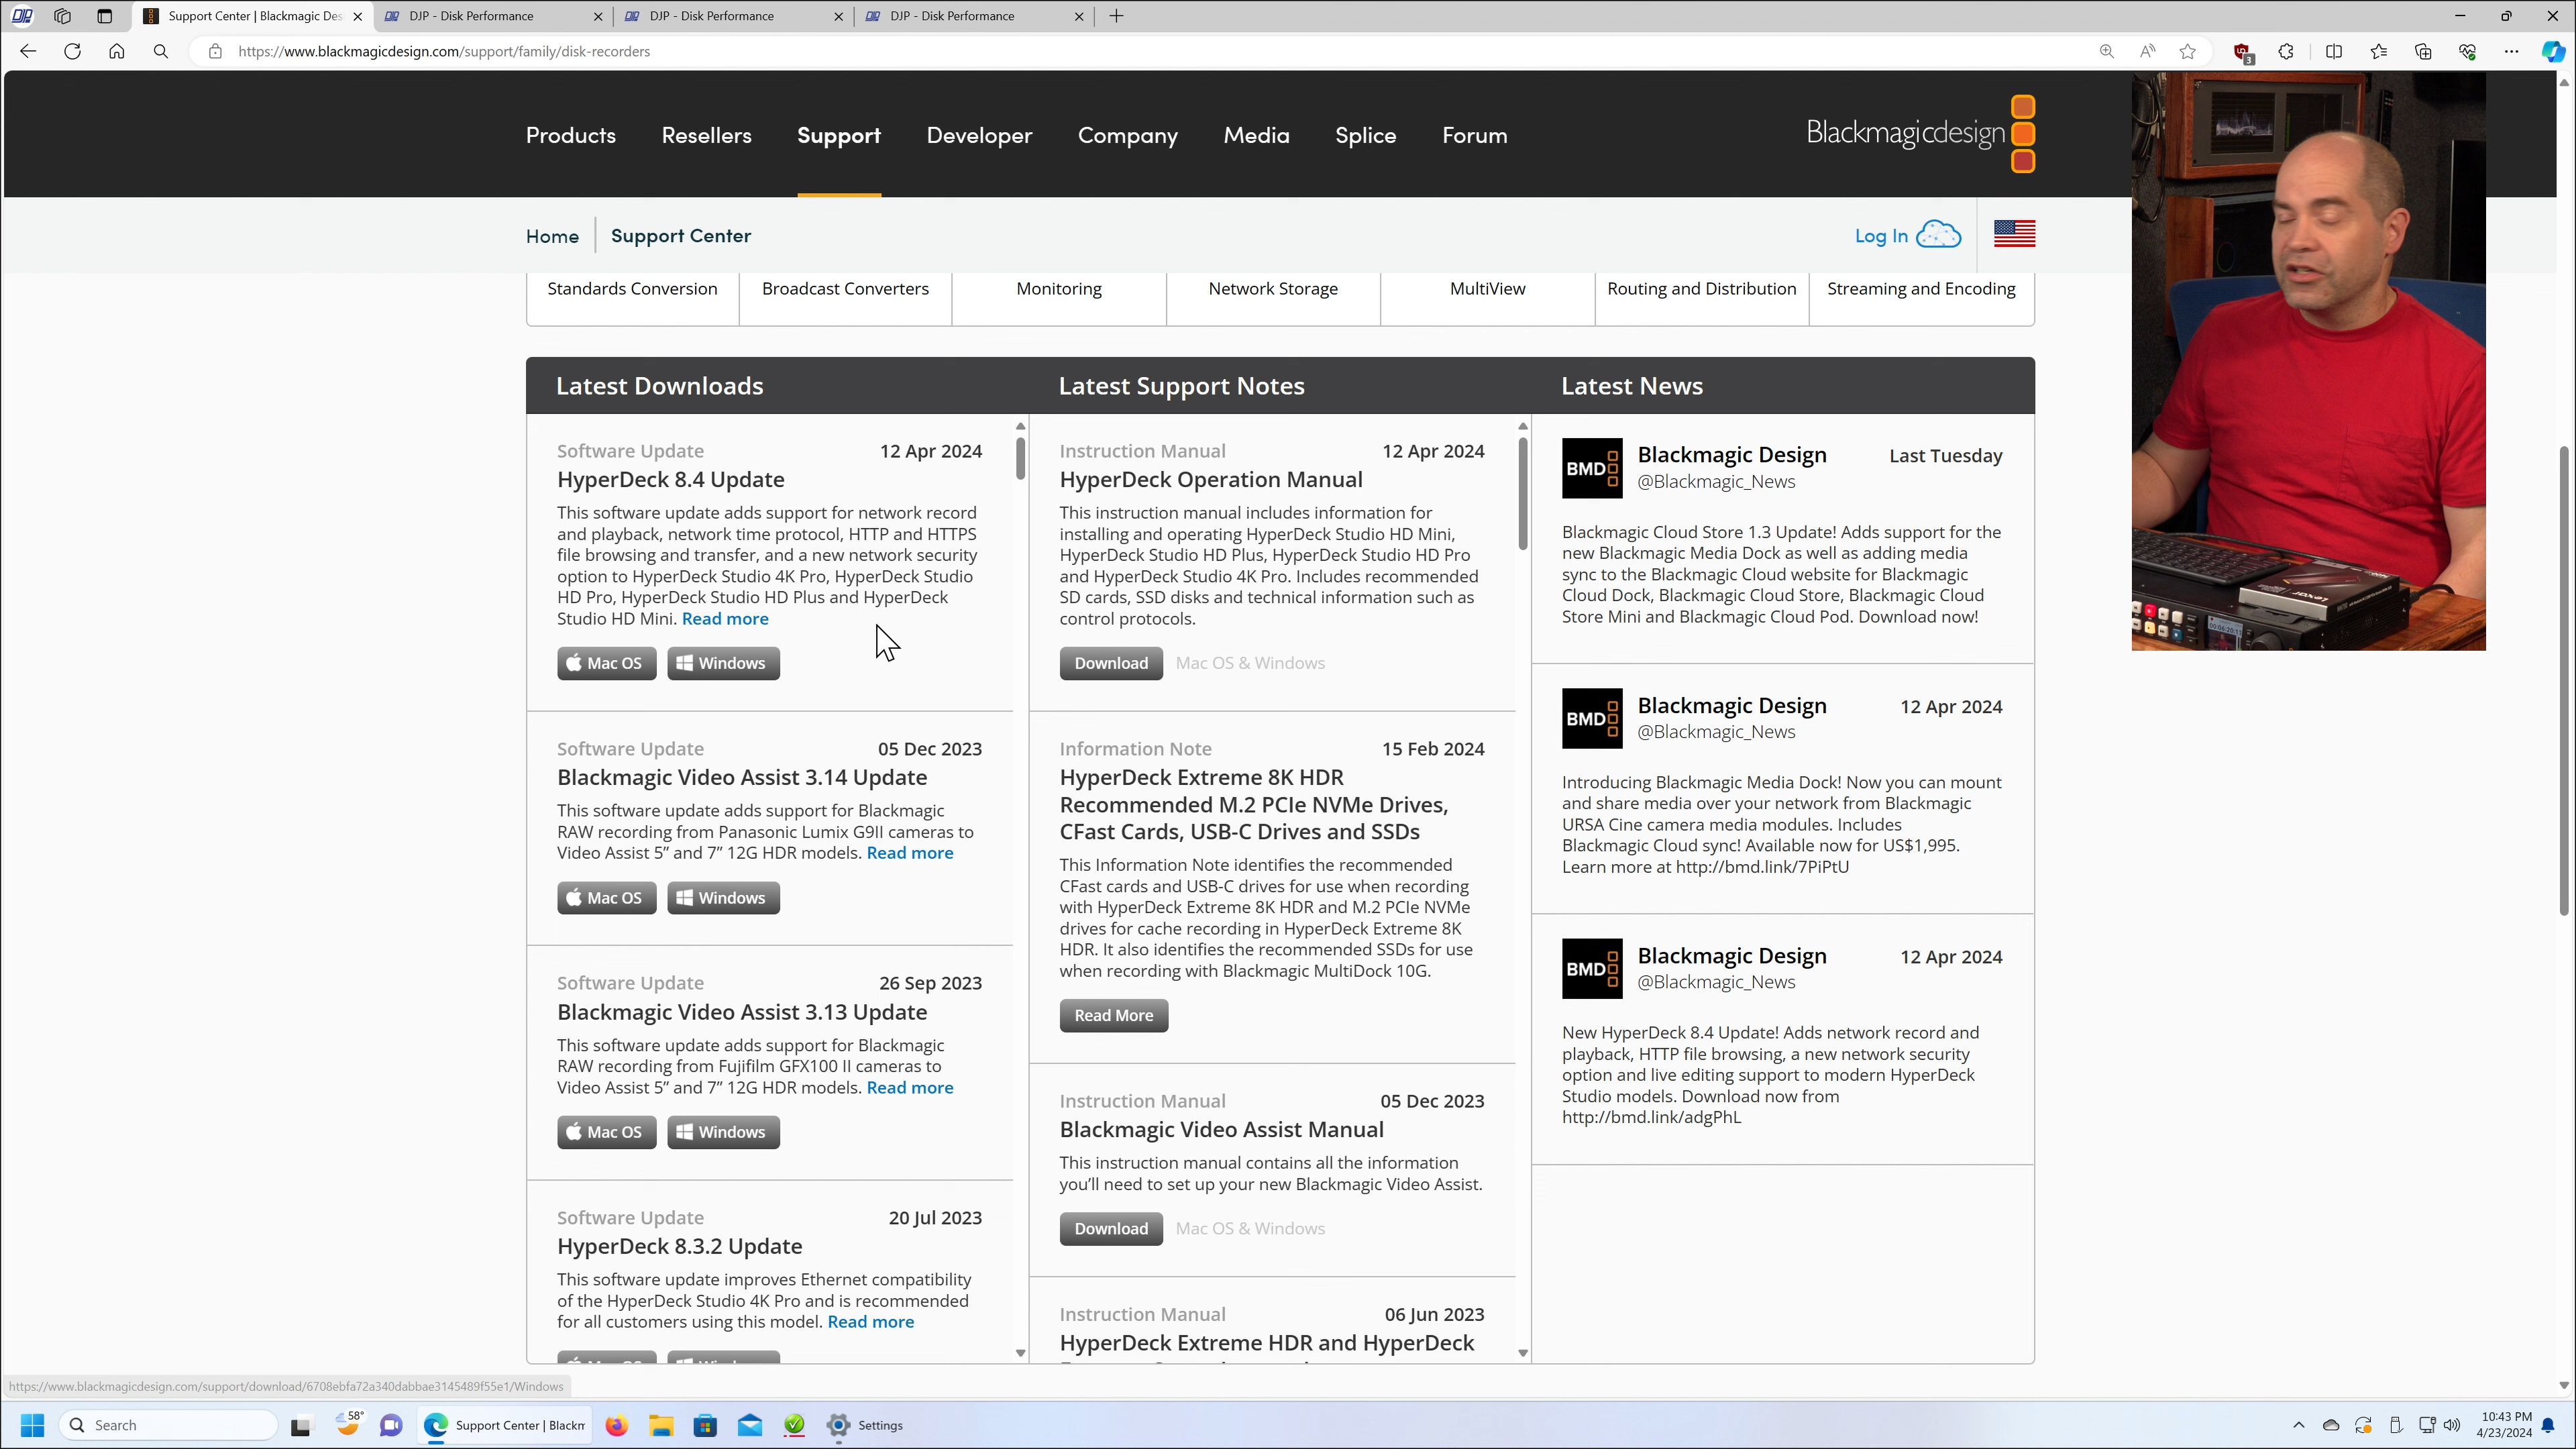 Support Center | Blackmagic Des
DJP - Disk Performance
DJP - Disk Performance
DJP - Disk Performance
https://www.blackmagicdesign.com/support/family/disk-recorders
3
Products
Resellers
Support
Developer
Company
Media
Splice
Forum
Blackmagicdesign
Home
Support Center
Log In
Standards Conversion
Broadcast Converters
Monitoring
Network Storage
MultiView
Routing and Distribution
Streaming and Encoding
Latest Downloads
Software Update
12 Apr 2024
HyperDeck 8.4 Update
This software update adds support for network record
and playback, network time protocol, HTTP and HTTPS
file browsing and transfer, and a new network security
option to HyperDeck Studio 4K Pro, HyperDeck Studio
HD Pro, HyperDeck Studio HD Plus and HyperDeck
Studio HD Mini. Read more
Mac OS
Windows
Software Update
05 Dec 2023
Blackmagic Video Assist 3.14 Update
This software update adds support for Blackmagic
RAW recording from Panasonic Lumix G9II cameras to
Video Assist 5” and 7” 12G HDR models. Read more
Mac OS
Windows
Software Update
26 Sep 2023
Blackmagic Video Assist 3.13 Update
This software update adds support for Blackmagic
RAW recording from Fujifilm GFX100 II cameras to
Video Assist 5” and 7” 12G HDR models. Read more
Mac OS
Windows
Software Update
20 Jul 2023
HyperDeck 8.3.2 Update
This software update improves Ethernet compatibility
of the HyperDeck Studio 4K Pro and is recommended
for all customers using this model. Read more
Latest Support Notes
Instruction Manual
12 Apr 2024
HyperDeck Operation Manual
This instruction manual includes information for
installing and operating HyperDeck Studio HD Mini,
HyperDeck Studio HD Plus, HyperDeck Studio HD Pro
and HyperDeck Studio 4K Pro. Includes recommended
SD cards, SSD disks and technical information such as
control protocols.
Download
Mac OS & Windows
Information Note
15 Feb 2024
HyperDeck Extreme 8K HDR
Recommended M.2 PCIe NVMe Drives,
CFast Cards, USB-C Drives and SSDs
This Information Note identifies the recommended
CFast cards and USB-C drives for use when recording
with HyperDeck Extreme 8K HDR and M.2 PCIe NVMe
drives for cache recording in HyperDeck Extreme 8K
HDR. It also identifies the recommended SSDs for use
when recording with Blackmagic MultiDock 10G.
Read More
Instruction Manual
05 Dec 2023
Blackmagic Video Assist Manual
This instruction manual contains all the information
you’ll need to set up your new Blackmagic Video Assist.
Download
Mac OS & Windows
Instruction Manual
06 Jun 2023
HyperDeck Extreme HDR and HyperDeck
Latest News
BMD
Blackmagic Design
Last Tuesday
@Blackmagic_News
Blackmagic Cloud Store 1.3 Update! Adds support for the
new Blackmagic Media Dock as well as adding media
sync to the Blackmagic Cloud website for Blackmagic
Cloud Dock, Blackmagic Cloud Store, Blackmagic Cloud
Store Mini and Blackmagic Cloud Pod. Download now!
BMD
Blackmagic Design
12 Apr 2024
@Blackmagic_News
Introducing Blackmagic Media Dock! Now you can mount
and share media over your network from Blackmagic
URSA Cine camera media modules. Includes
Blackmagic Cloud sync! Available now for US$1,995.
Learn more at http://bmd.link/7PiPtU
BMD
Blackmagic Design
12 Apr 2024
@Blackmagic_News
New HyperDeck 8.4 Update! Adds network record and
playback, HTTP file browsing, a new network security
option and live editing support to modern HyperDeck
Studio models. Download now from
http://bmd.link/adgPhL
https://www.blackmagicdesign.com/support/download/6708ebfa72a340dabbae3145489f55e1/Windows
Search
58°
Support Center | Blackm
Settings
10:43 PM
4/23/2024